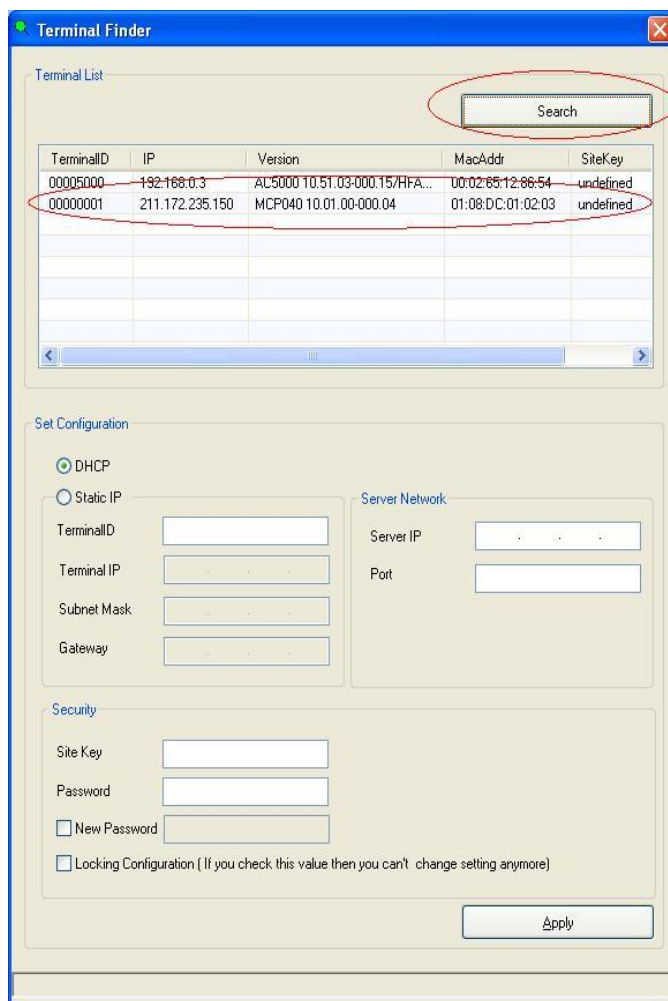 Terminal Finder
Terminal List
Search
TerminalID IP Version MacAddr SiteKey
00005000 192.168.0.3 AC5000 10.51.03-000.15/HFA... 00:02:65:12:86:54 undefined
00000001 211.172.235.150 MCP040 10.01.00-000.04 01:08:DC:01:02:03 undefined
Set Configuration
DHCP
Static IP
TerminalID
Terminal IP
Subnet Mask
Gateway
Server Network
Server IP
Port
Security
Site Key
Password
New Password
Locking Configuration ( If you check this value then you can't change setting anymore)
Apply